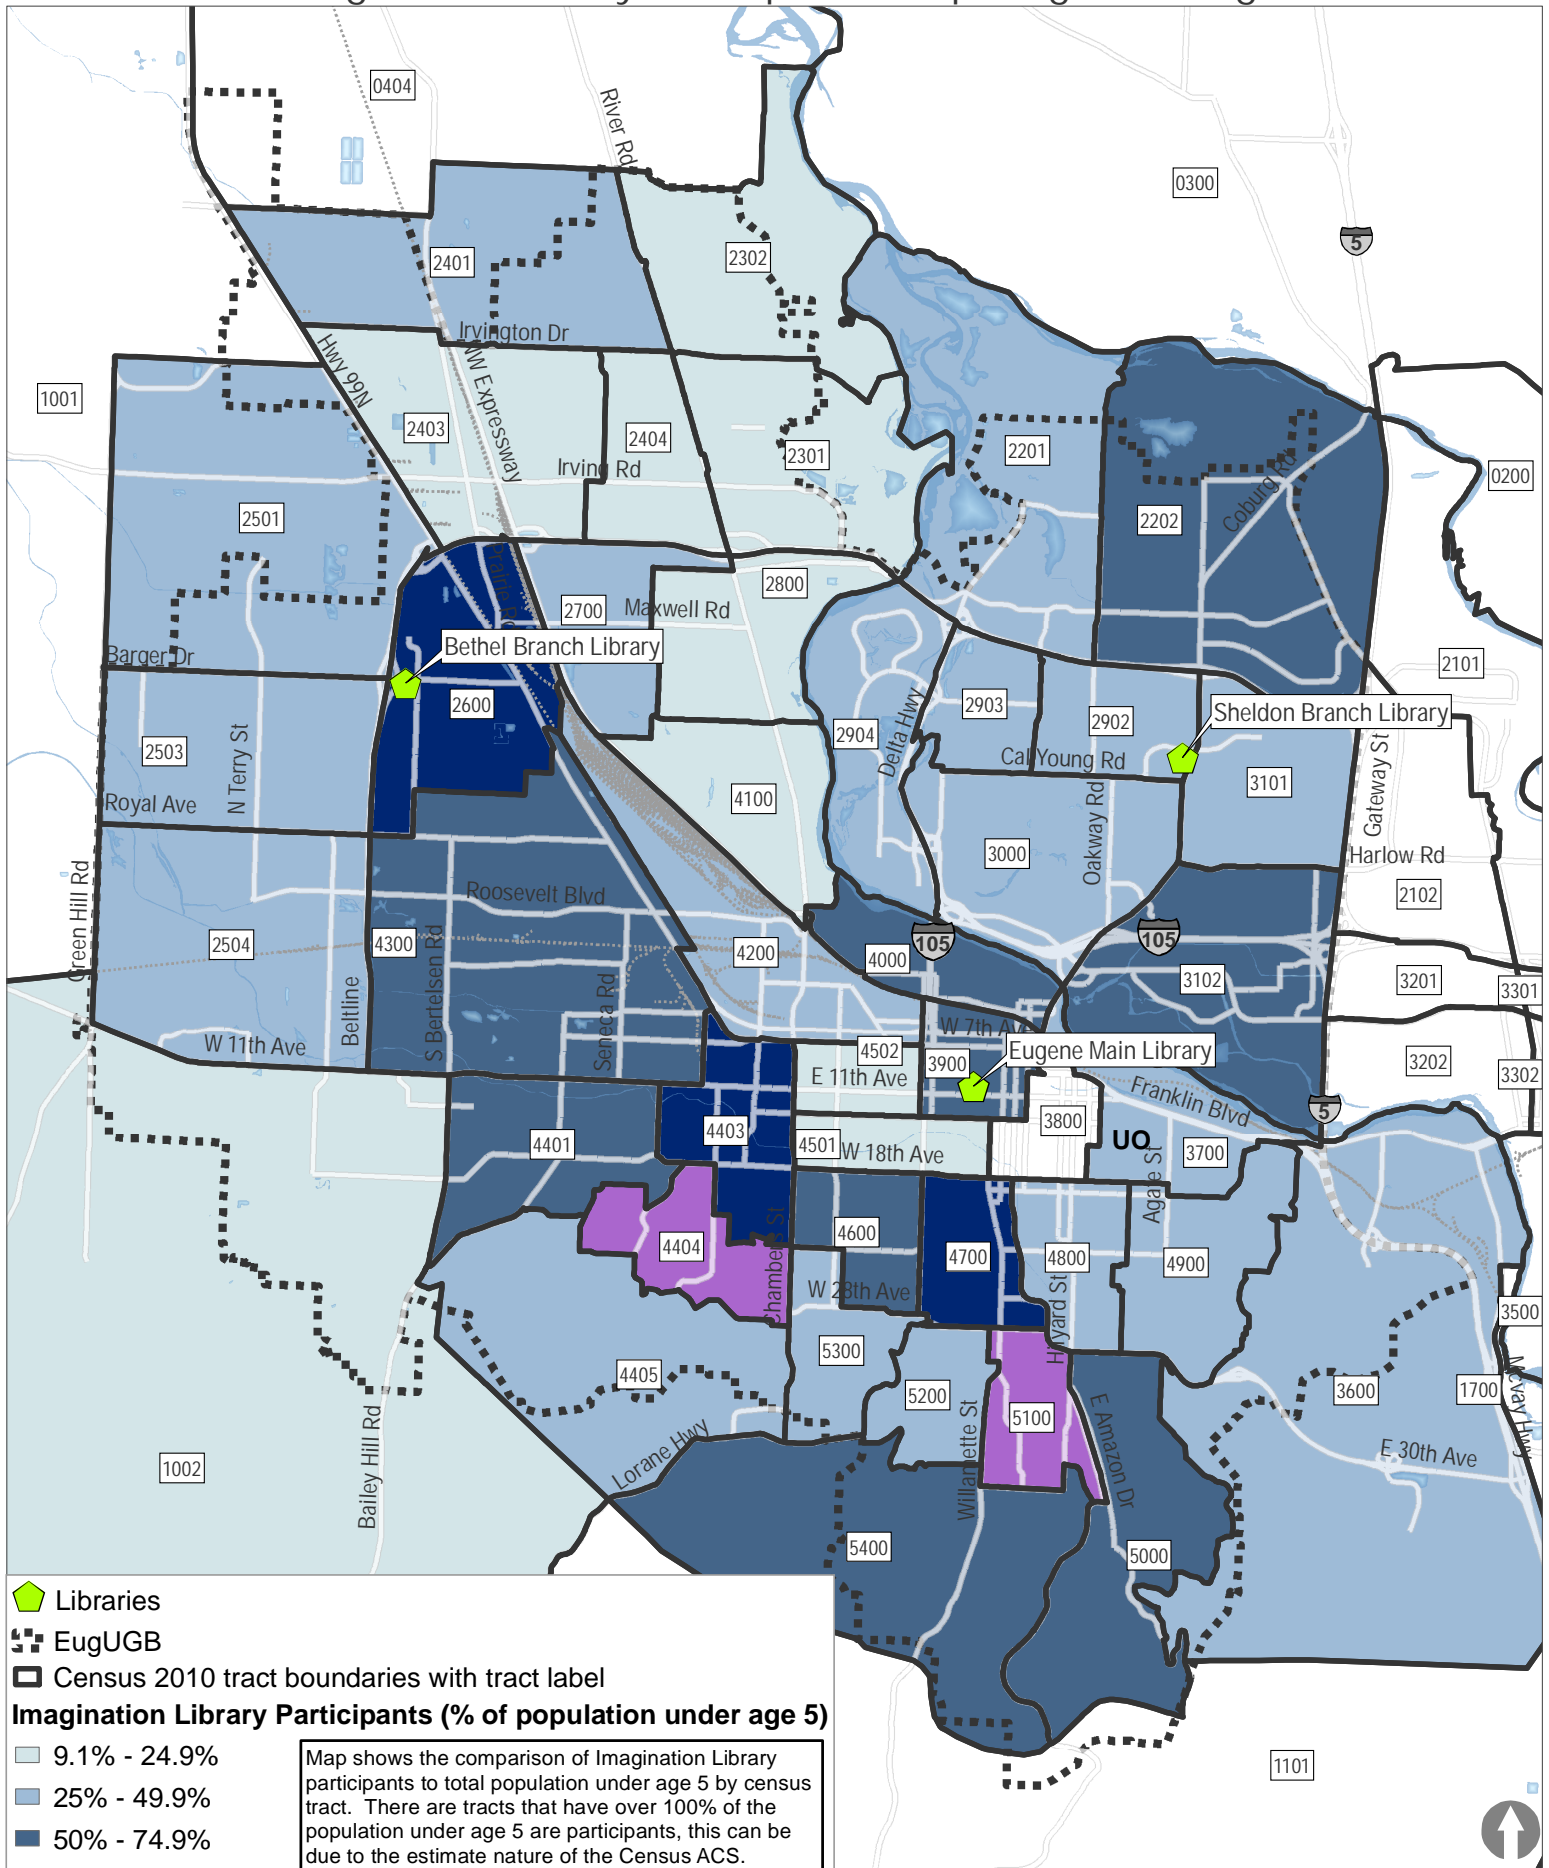 0404
River Rd
0300
5
2401
2302
Irvington Dr
Hwy 99N
NW Expressway
1001
2403
2404
2301
2201
Irving Rd
Coburg Rd
0200
2501
2202
Prairie Rd
2800
2700
Maxwell Rd
Barger Dr
Bethel Branch Library
2101
2600
2903
2902
Sheldon Branch Library
2503
N Terry St
2904
Delta Hwy
Cal Young Rd
Gateway St
3101
Royal Ave
4100
Oakway Rd
3000
Harlow Rd
Green Hill Rd
Roosevelt Blvd
2102
2504
4300
S Bertelsen Rd
4200
4000
105
105
3102
3201
3301
Beltline
Seneca Rd
W 7th Ave
W 11th Ave
4502
3900
Eugene Main Library
E 11th Ave
3202
3302
Franklin Blvd
5
4401
4403
4501
W 18th Ave
3800
UO
Agate St
3700
4404
Chambers St
4600
4700
4800
4900
W 28th Ave
Hilyard St
3500
5300
4405
5200
5100
3600
1700
McVay Hwy
Willamette St
E Amazon Dr
Lorane Hwy
E 30th Ave
1002
Bailey Hill Rd
5400
5000
1101
Libraries
EugUGB
Census 2010 tract boundaries with tract label
Imagination Library Participants (% of population under age 5)
9.1% - 24.9%
25% - 49.9%
50% - 74.9%
Map shows the comparison of Imagination Library
participants to total population under age 5 by census
tract. There are tracts that have over 100% of the
population under age 5 are participants, this can be
due to the estimate nature of the Census ACS.